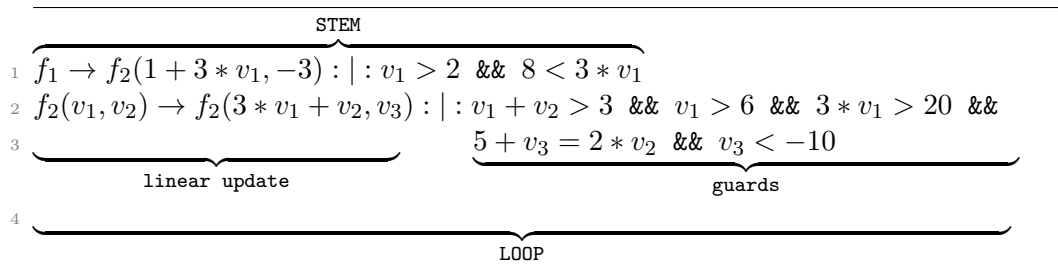 STEM
1 f₁ → f₂(1 + 3 * v₁, −3) : | : v₁ > 2 && 8 < 3 * v₁
2 f₂(v₁, v₂) → f₂(3 * v₁ + v₂, v₃) : | : v₁ + v₂ > 3 && v₁ > 6 && 3 * v₁ > 20 &&
3 5 + v₃ = 2 * v₂ && v₃ < −10
linear update guards
4
LOOP